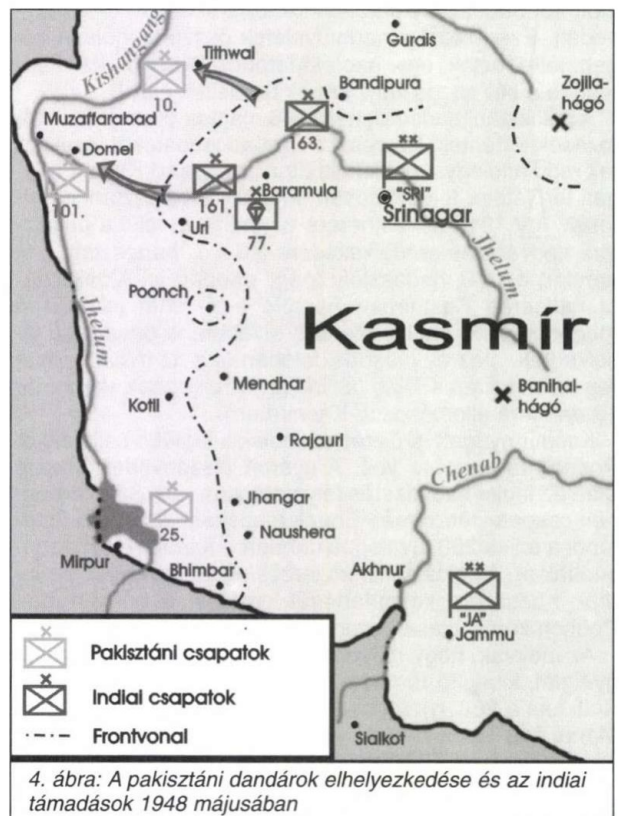 Gurais
Kishangang
Tithwal
10.
Bandipur
Zojila-
hágó
Muzaffarabad
163.
Domel
101.
161.
Baramula
"SRI"
Srinagar
Uri
77.
Jhelum
Poonch
Jhelum
Kasmír
Mendhar
Kotli
Banihal-
hágó
Rajauri
Chenab
Jhangar
25.
Naushera
Mirpur
Bhimbar
Akhnur
"JA"
Jammu
Pakisztáni csapatok
Indiai csapatok
Frontvonal
Sialkot
4. ábra: A pakisztáni dandárok elhelyezkedése és az indiai
támadások 1948 májusában